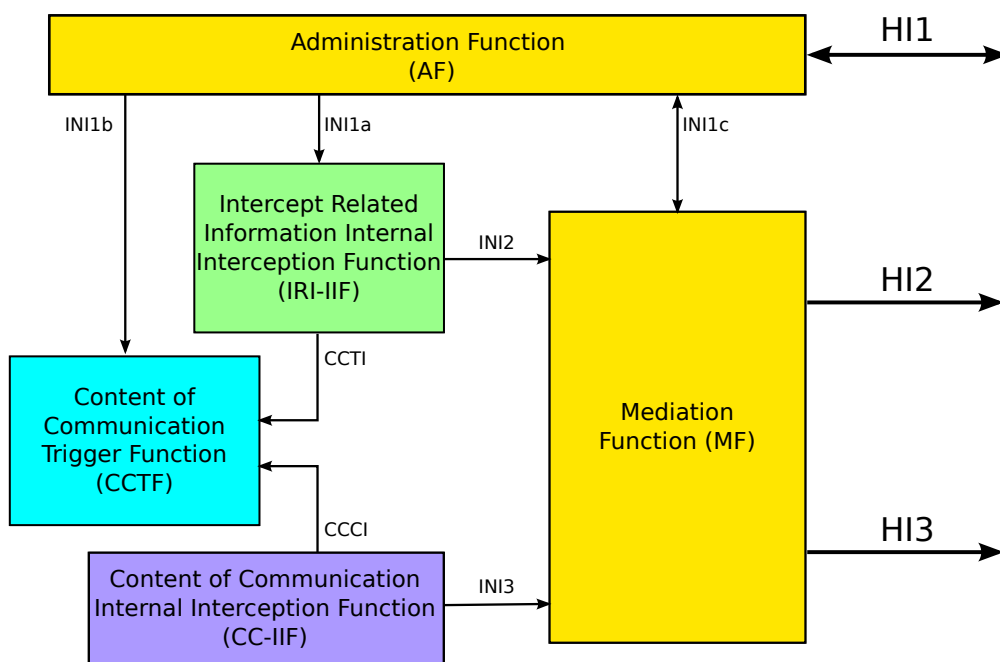 Administration Function
(AF)
HI1
INI1b
INI1a
INI1c
Intercept Related
Information Internal
Interception Function
(IRI-IIF)
INI2
HI2
CCTI
Content of
Communication
Trigger Function
(CCTF)
Mediation
Function (MF)
CCCI
HI3
Content of Communication
Internal Interception Function
(CC-IIF)
INI3